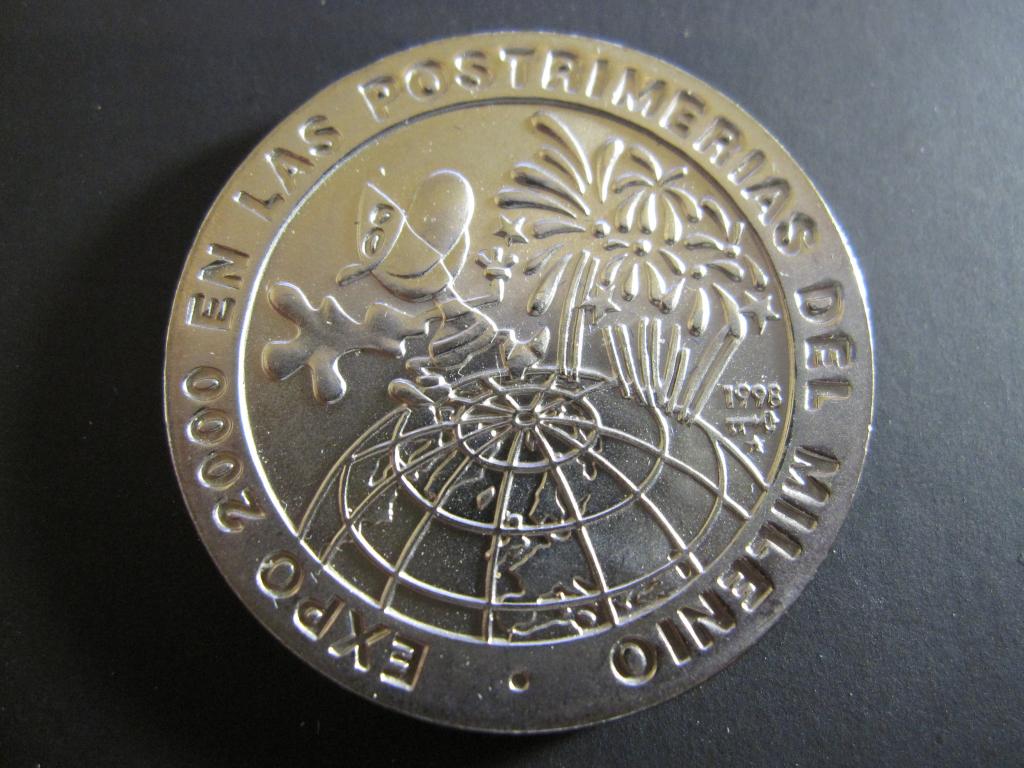 EXPO 2000 EN LAS POSTRIMERIAS DEL MILENIO
1998